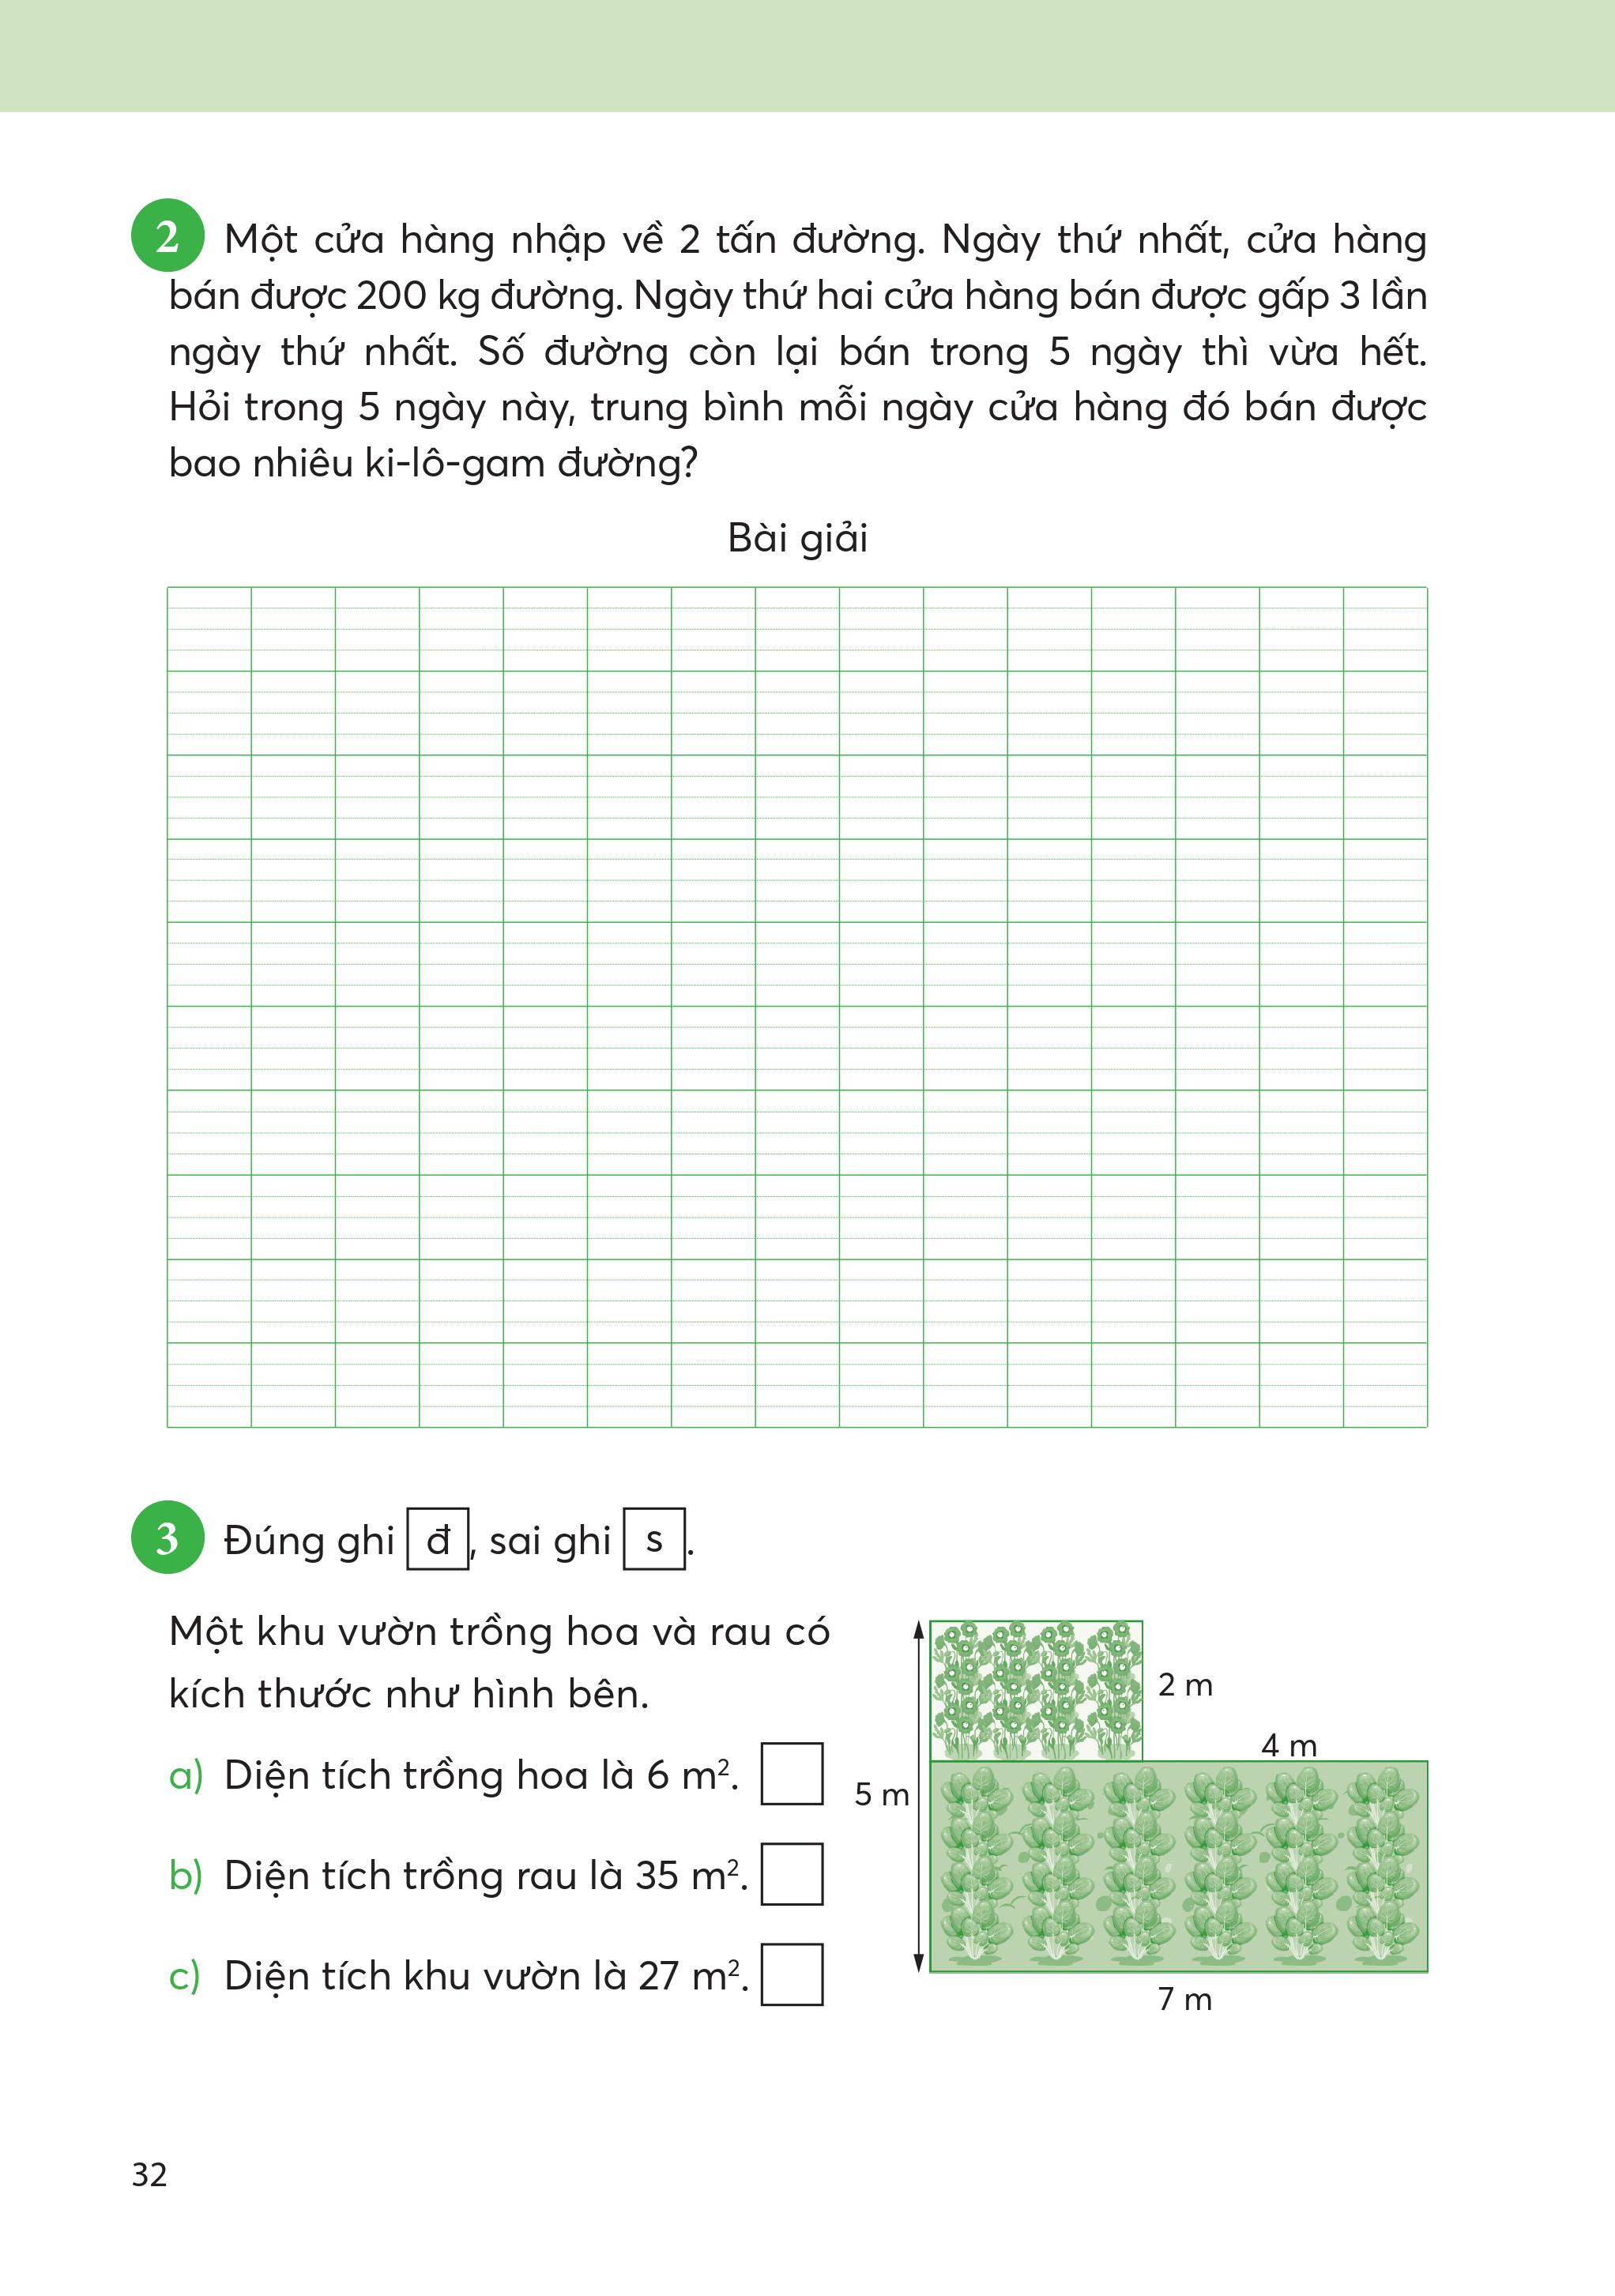 2 Một cửa hàng nhập về 2 tấn đường. Ngày thứ nhất, cửa hàng
bán được 200 kg đường. Ngày thứ hai cửa hàng bán được gấp 3 lần
ngày thứ nhất. Số đường còn lại bán trong 5 ngày thì vừa hết.
Hỏi trong 5 ngày này, trung bình mỗi ngày cửa hàng đó bán được
bao nhiêu ki-lô-gam đường?
Bài giải
3 Đúng ghi đ, sai ghi s.
Một khu vườn trồng hoa và rau có
kích thước như hình bên.
a) Diện tích trồng hoa là 6 m².
b) Diện tích trồng rau là 35 m².
c) Diện tích khu vườn là 27 m².
2 m
4 m
5 m
7 m
32